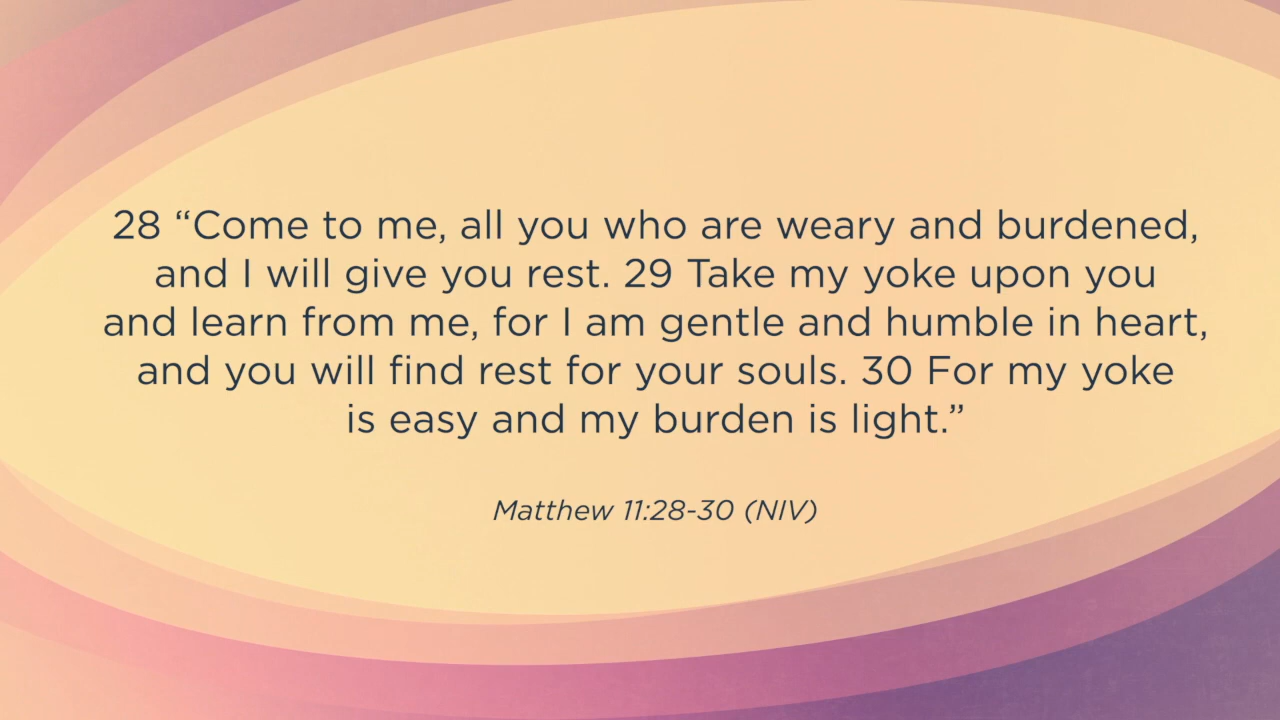 28 “Come to me, all you who are weary and burdened,
and I will give you rest. 29 Take my yoke upon you
and learn from me, for I am gentle and humble in heart,
and you will find rest for your souls. 30 For my yoke
is easy and my burden is light.”
Matthew 11:28-30 (NIV)